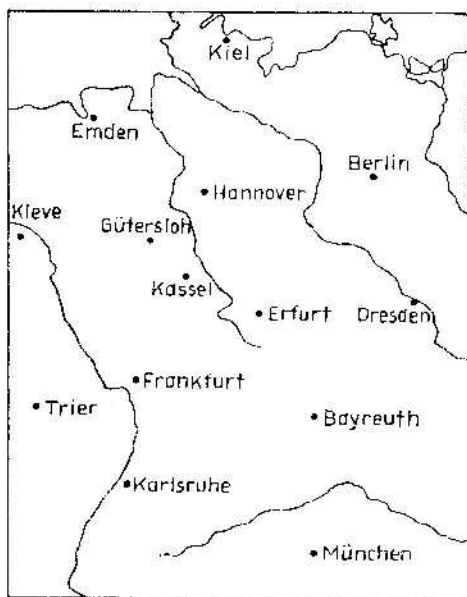 Kiel
Emden
Berlin
Hannover
Kleve
Gütersloh
Kassel
Erfurt
Dresden
Frankfurt
Trier
Bayreuth
Karlsruhe
München